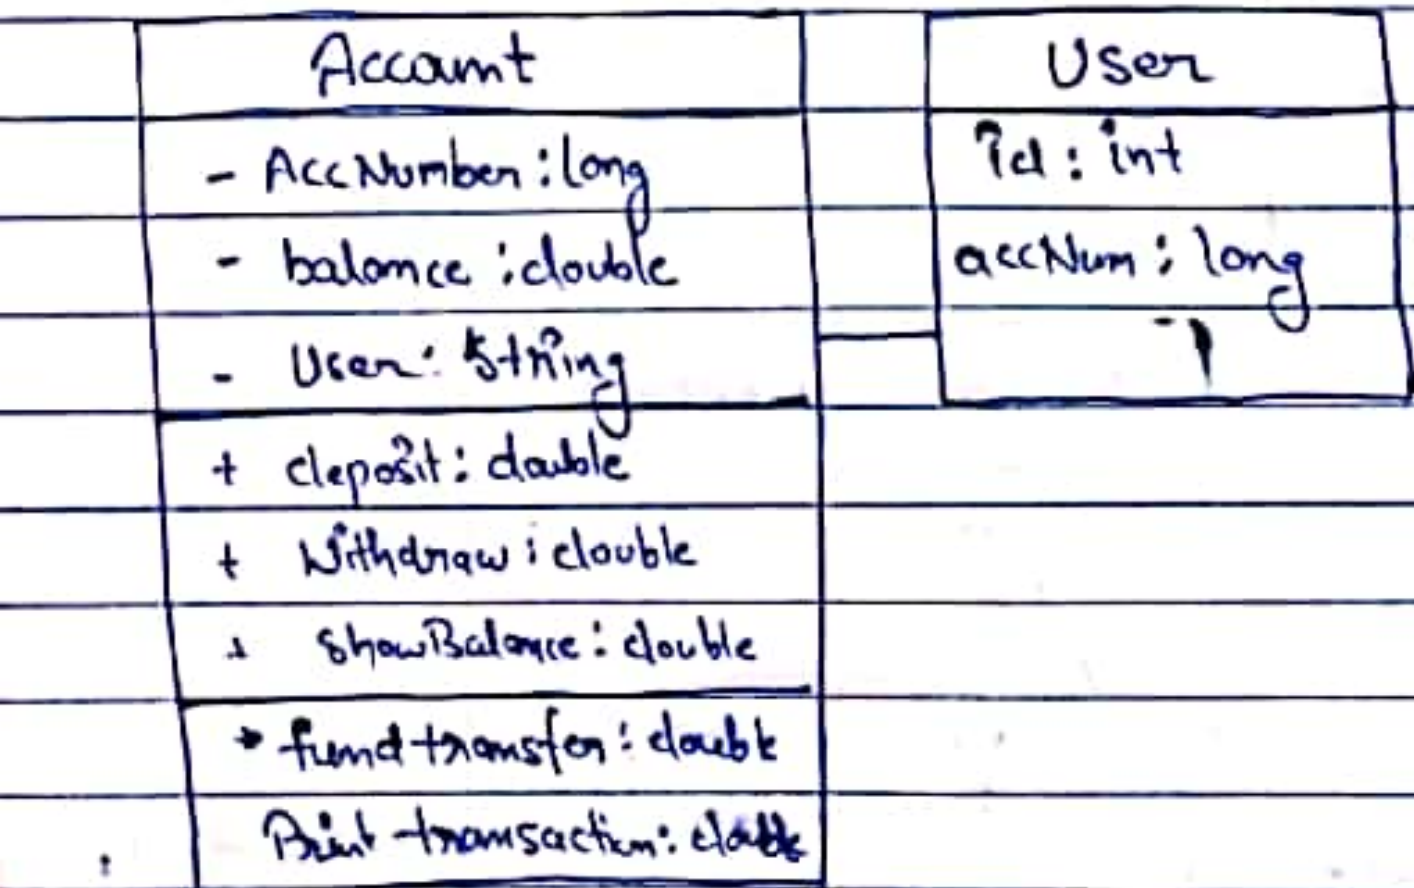 Account
- AccNumber : long
- balance : double
- User : String
+ deposit : double
+ Withdraw : double
+ showBalance : double
fund transfer : double
Print transaction : double
User
id : int
accNum : long